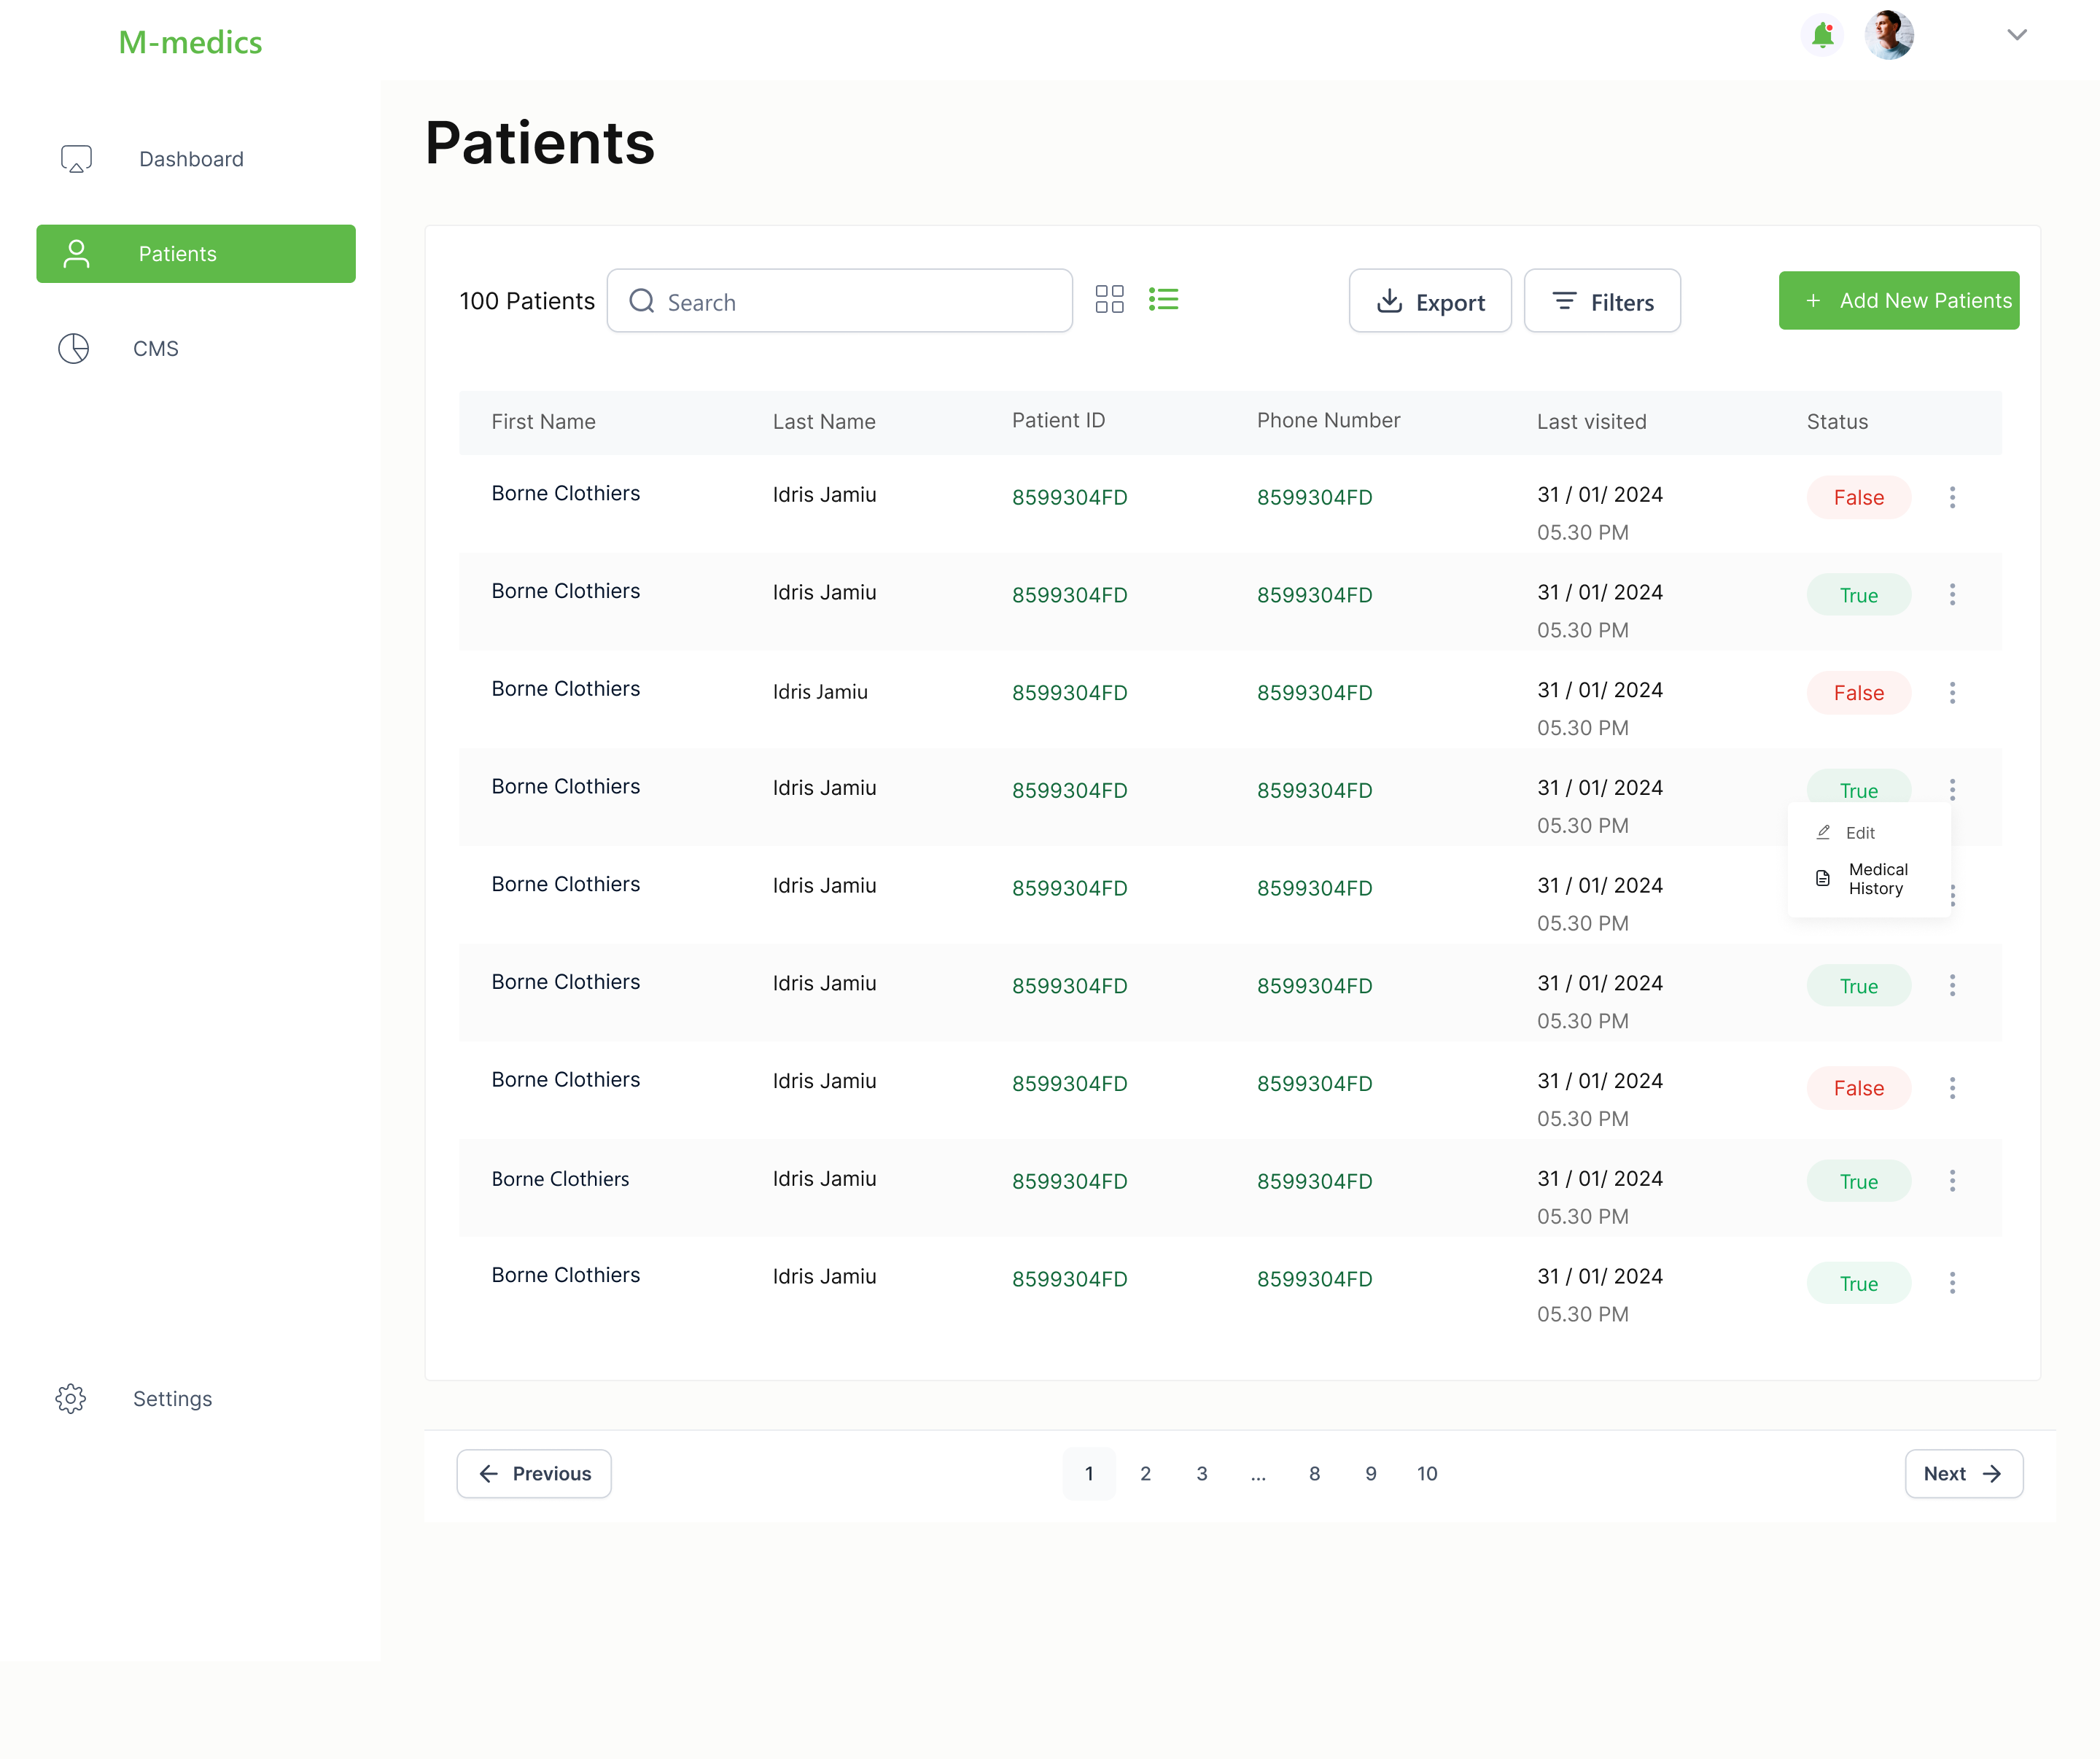 M-medics
Dashboard
Patients
CMS
Settings
Patients
100 Patients
Search
Export
Filters
+ Add New Patients
First Name Last Name Patient ID Phone Number Last visited Status
Borne Clothiers Idris Jamiu 8599304FD 8599304FD 31 / 01/ 2024 False
05.30 PM
Borne Clothiers Idris Jamiu 8599304FD 8599304FD 31 / 01/ 2024 True
05.30 PM
Borne Clothiers Idris Jamiu 8599304FD 8599304FD 31 / 01/ 2024 False
05.30 PM
Borne Clothiers Idris Jamiu 8599304FD 8599304FD 31 / 01/ 2024 True
05.30 PM
Edit
Medical
History
Borne Clothiers Idris Jamiu 8599304FD 8599304FD 31 / 01/ 2024
05.30 PM
Borne Clothiers Idris Jamiu 8599304FD 8599304FD 31 / 01/ 2024 True
05.30 PM
Borne Clothiers Idris Jamiu 8599304FD 8599304FD 31 / 01/ 2024 False
05.30 PM
Borne Clothiers Idris Jamiu 8599304FD 8599304FD 31 / 01/ 2024 True
05.30 PM
Borne Clothiers Idris Jamiu 8599304FD 8599304FD 31 / 01/ 2024 True
05.30 PM
Previous 1 2 3 ... 8 9 10 Next